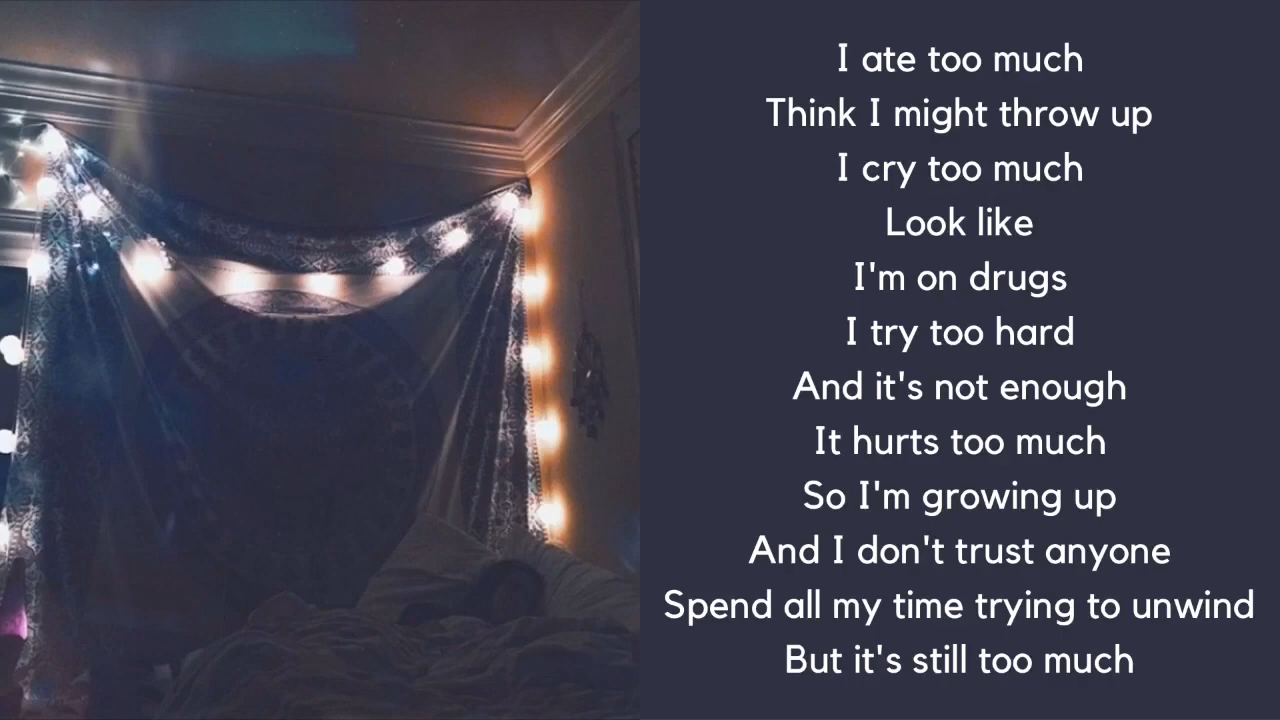 I ate too much
Think I might throw up
I cry too much
Look like
I'm on drugs
I try too hard
And it's not enough
It hurts too much
So I'm growing up
And I don't trust anyone
Spend all my time trying to unwind
But it's still too much